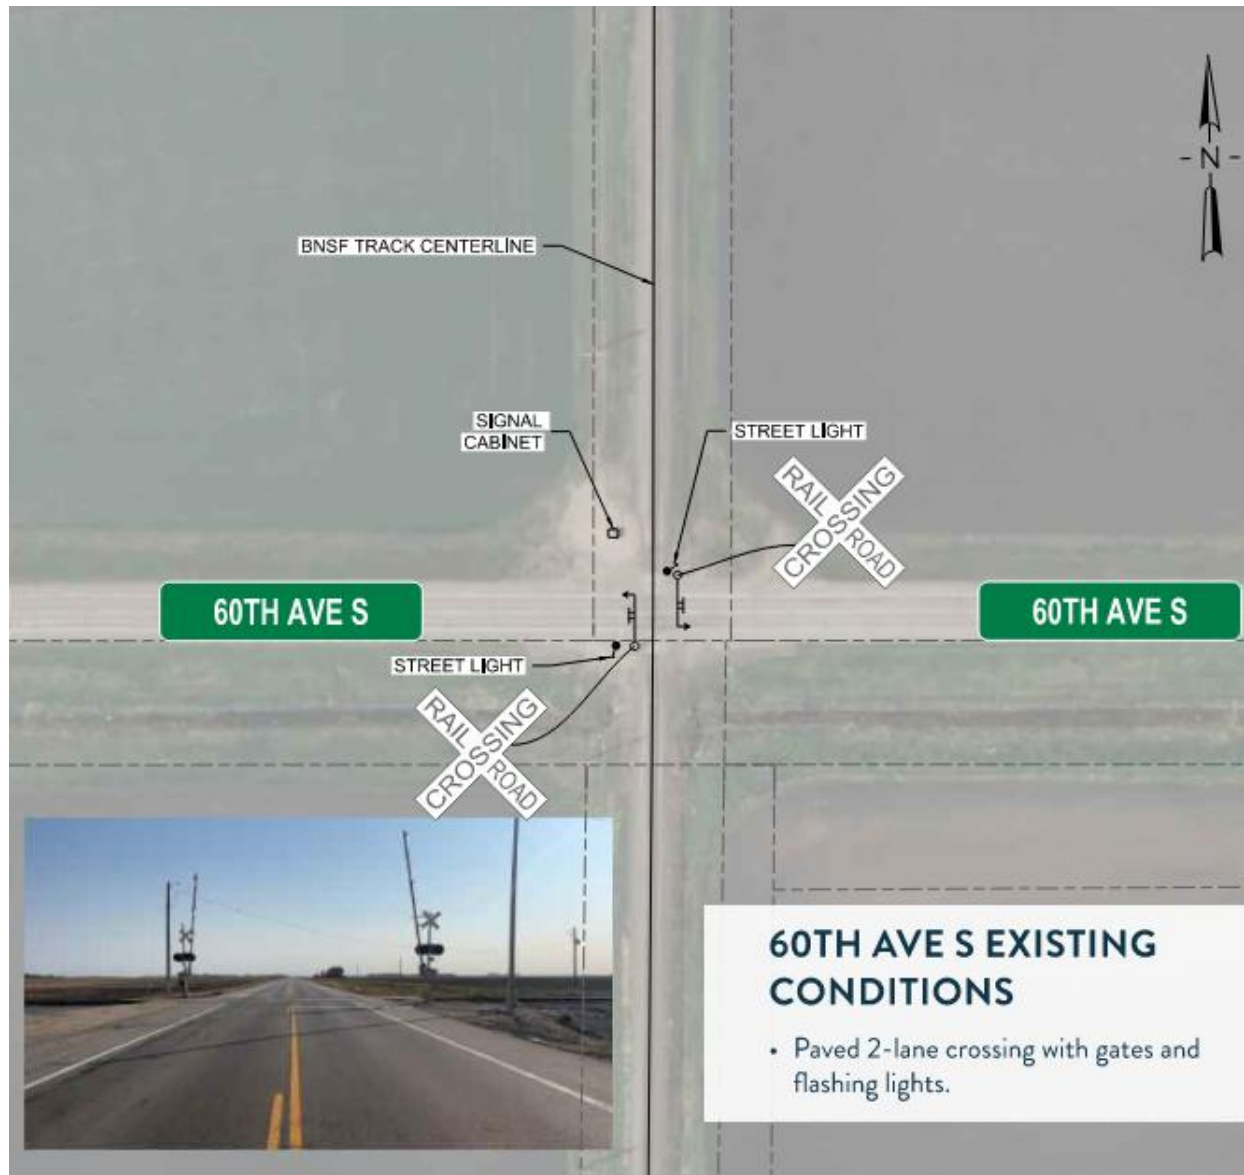 - N -
BNSF TRACK CENTERLINE
SIGNAL
CABINET
STREET LIGHT
RAIL ROAD
CROSSING
60TH AVE S
60TH AVE S
STREET LIGHT
RAIL ROAD
CROSSING
60TH AVE S EXISTING
CONDITIONS
• Paved 2-lane crossing with gates and
flashing lights.